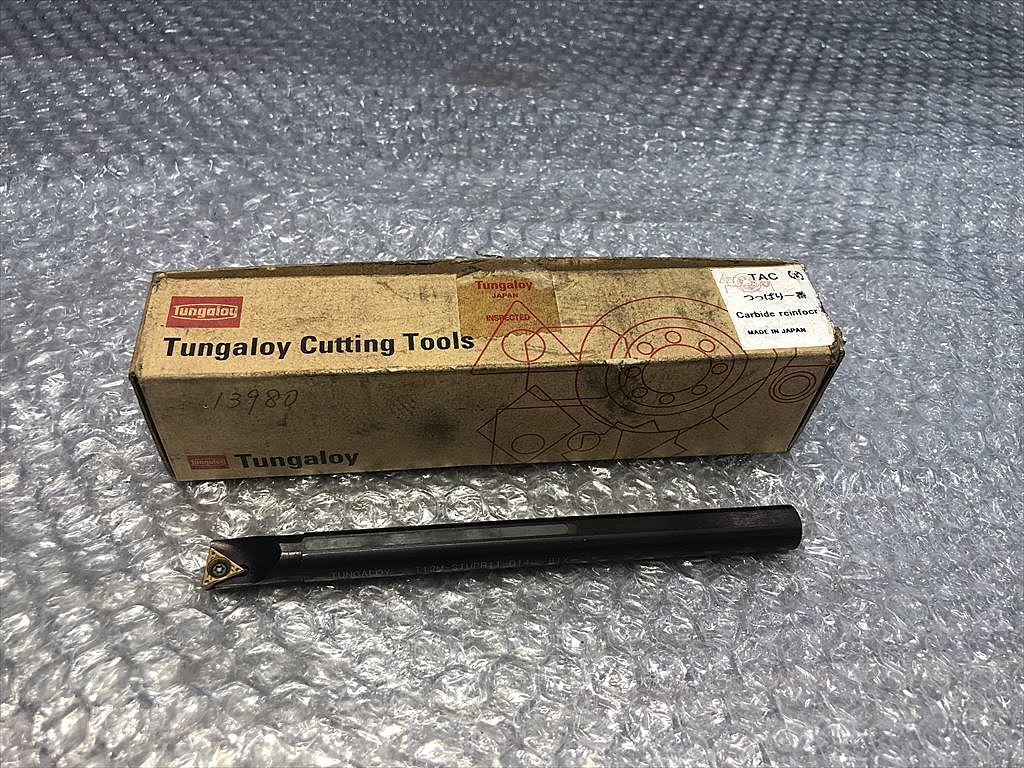 Tungaloy
Tungaloy Cutting Tools
Tungaloy
JAPAN
INSPECTED
TAC
つっぱり一番
Carbide reinforc
MADE IN JAPAN
13980
Tungaloy
Tungaloy
TUNGALOY